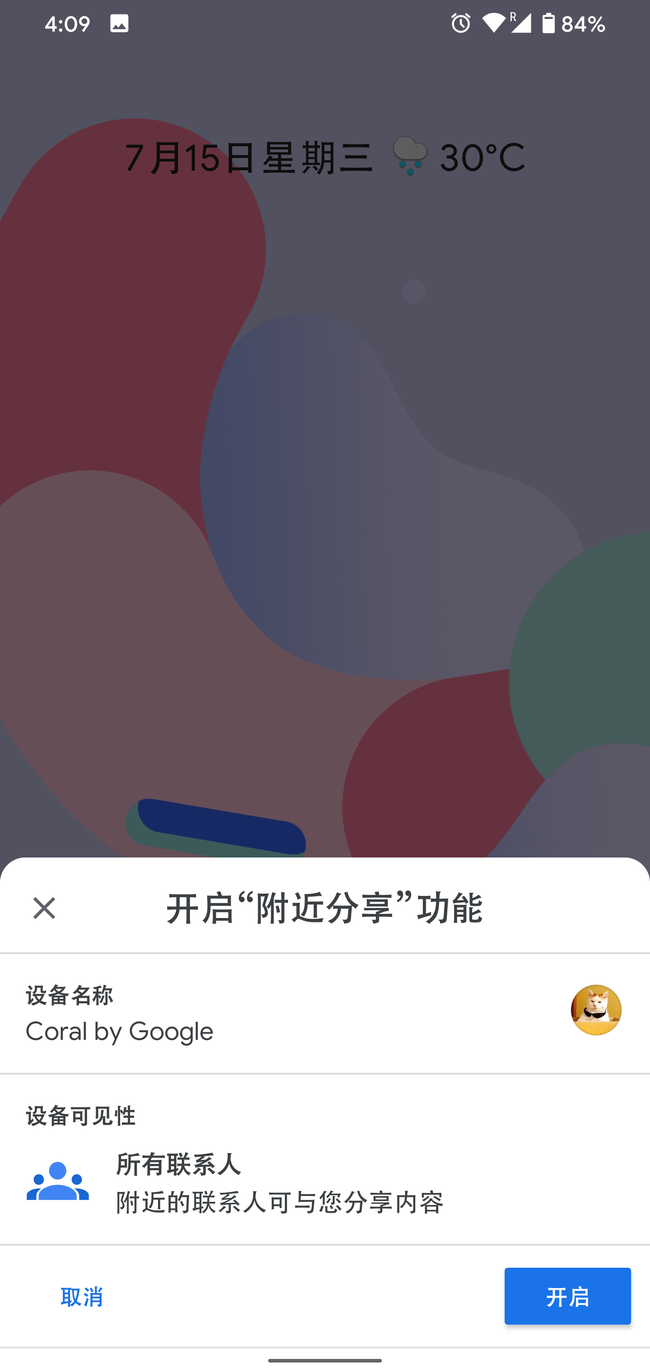 4:09
R
84%
7月15日星期三 30°C
开启“附近分享”功能
设备名称
Coral by Google
设备可见性
所有联系人
附近的联系人可与您分享内容
取消
开启